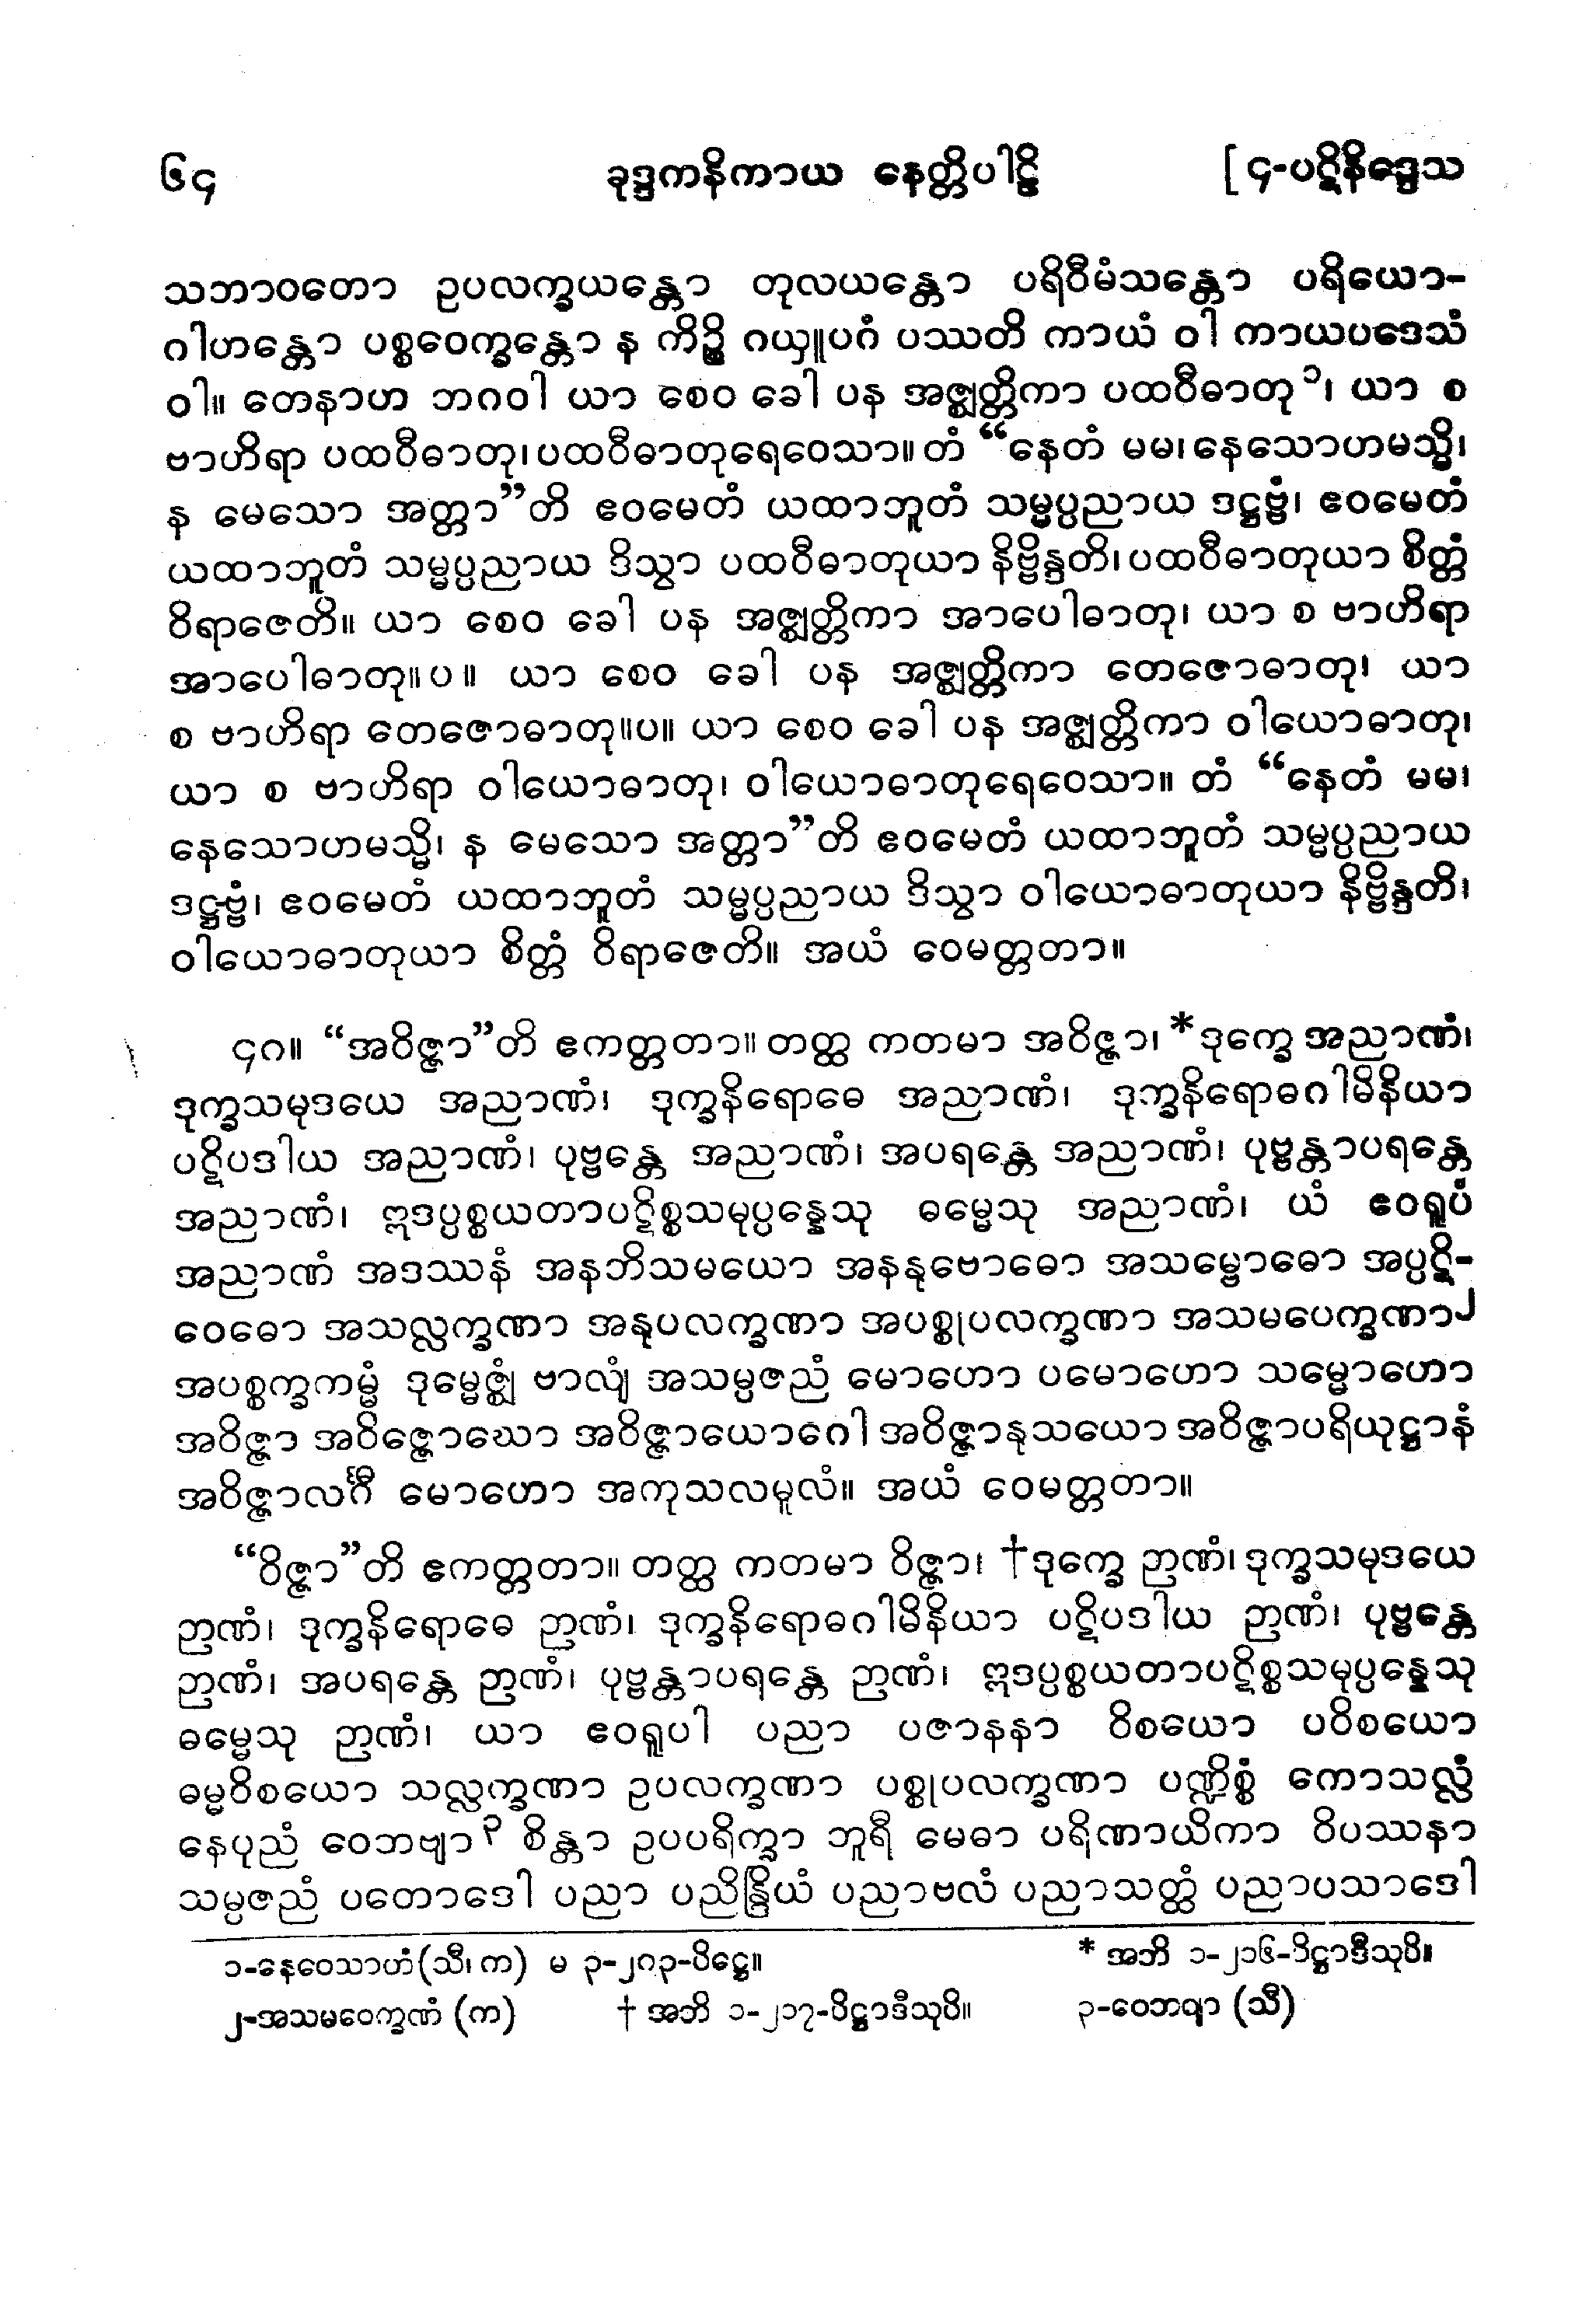 ၆၄ ခုဒ္ဒကနိကာယ နေတ္တိပါဠိ [ ၄-ပဋိနိဒ္ဒေသ
သဘာဝတော ဥပလက္ခယန္တော တုလယန္တော ပရိဝီမံသန္တော ပရိယော-
ဂါဟန္တော ပစ္စဝေက္ခန္တော န ကိဉ္စိ ဂယှူပဂံ ပဿတိ ကာယံ ဝါ ကာယပဒေသံ
ဝါ။ တေနာဟ ဘဂဝါ ယာ စေဝ ခေါ ပန အဇ္ဈတ္တိကာ ပထဝီဓာတု၁၊ ယာ စ
ဗာဟိရာ ပထဝီဓာတု၊ ပထဝီဓာတုရေဝေသာ။ တံ “နေတံ မမ၊ နေသောဟမသ္မိ၊
န မေသော အတ္တာ”တိ ဧဝမေတံ ယထာဘူတံ သမ္မပ္ပညာယ ဒဋ္ဌဗ္ဗံ၊ ဧဝမေတံ
ယထာဘူတံ သမ္မပ္ပညာယ ဒိသွာ ပထဝီဓာတုယာ နိဗ္ဗိန္ဒတိ၊ ပထဝီဓာတုယာ စိတ္တံ
ဝိရာဇေတိ။ ယာ စေဝ ခေါ ပန အဇ္ဈတ္တိကာ အာပေါဓာတု၊ ယာ စ ဗာဟိရာ
အာပေါဓာတု။ပ။ ယာ စေဝ ခေါ ပန အဇ္ဈတ္တိကာ တေဇောဓာတု၊ ယာ
စ ဗာဟိရာ တေဇောဓာတု။ပ။ ယာ စေဝ ခေါ ပန အဇ္ဈတ္တိကာ ဝါယောဓာတု၊
ယာ စ ဗာဟိရာ ဝါယောဓာတု၊ ဝါယောဓာတုရေဝေသာ။ တံ “နေတံ မမ၊
နေသောဟမသ္မိ၊ န မေသော အတ္တာ”တိ ဧဝမေတံ ယထာဘူတံ သမ္မပ္ပညာယ
ဒဋ္ဌဗ္ဗံ၊ ဧဝမေတံ ယထာဘူတံ သမ္မပ္ပညာယ ဒိသွာ ဝါယောဓာတုယာ နိဗ္ဗိန္ဒတိ၊
ဝါယောဓာတုယာ စိတ္တံ ဝိရာဇေတိ။ အယံ ဝေမတ္တတာ။
၄ဂ။ “အဝိဇ္ဇာ”တိ ဧကတ္တတာ။ တတ္ထ ကတမာ အဝိဇ္ဇာ၊ *ဒုက္ခေ အညာဏံ၊
ဒုက္ခသမုဒယေ အညာဏံ၊ ဒုက္ခနိရောဓေ အညာဏံ၊ ဒုက္ခနိရောဓဂါမိနိယာ
ပဋိပဒါယ အညာဏံ၊ ပုဗ္ဗန္တေ အညာဏံ၊ အပရန္တေ အညာဏံ၊ ပုဗ္ဗန္တာပရန္တေ
အညာဏံ၊ ဣဒပ္ပစ္စယတာပဋိစ္စသမုပ္ပန္နေသု ဓမ္မေသု အညာဏံ၊ ယံ ဧဝရူပံ
အညာဏံ အဒဿနံ အနဘိသမယော အနနုဗောဓော အသမ္ဗောဓော အပ္ပဋိ-
ဝေဓော အသလ္လက္ခဏာ အနုပလက္ခဏာ အပစ္စုပလက္ခဏာ အသမပေက္ခဏာ၂
အပစ္စက္ခကမ္မံ ဒုမ္မေဇ္ဈံ ဗာလျံ အသမ္ပဇညံ မောဟော ပမောဟော သမ္မောဟော
အဝိဇ္ဇာ အဝိဇ္ဇောဃော အဝိဇ္ဇာယောဂေါ အဝိဇ္ဇာနုသယော အဝိဇ္ဇာပရိယုဋ္ဌာနံ
အဝိဇ္ဇာလင်္ဂီ မောဟော အကုသလမူလံ။ အယံ ဝေမတ္တတာ။
“ဝိဇ္ဇာ”တိ ဧကတ္တတာ။ တတ္ထ ကတမာ ဝိဇ္ဇာ၊ †ဒုက္ခေ ဉာဏံ၊ ဒုက္ခသမုဒယေ
ဉာဏံ၊ ဒုက္ခနိရောဓေ ဉာဏံ၊ ဒုက္ခနိရောဓဂါမိနိယာ ပဋိပဒါယ ဉာဏံ၊ ပုဗ္ဗန္တေ
ဉာဏံ၊ အပရန္တေ ဉာဏံ၊ ပုဗ္ဗန္တာပရန္တေ ဉာဏံ၊ ဣဒပ္ပစ္စယတာပဋိစ္စသမုပ္ပန္နေသု
ဓမ္မေသု ဉာဏံ၊ ယာ ဧဝရူပါ ပညာ ပဇာနနာ ဝိစယော ပဝိစယော
ဓမ္မဝိစယော သလ္လက္ခဏာ ဥပလက္ခဏာ ပစ္စုပလက္ခဏာ ပဏ္ဍိစ္စံ ကောသလ္လံ
နေပုညံ ဝေဘဗျာ၃ စိန္တာ ဥပပရိက္ခာ ဘူရီ မေဓာ ပရိဏာယိကာ ဝိပဿနာ
သမ္ပဇညံ ပတောဒေါ ပညာ ပညိန္ဒြိယံ ပညာဗလံ ပညာသတ္ထံ ပညာပသာဒေါ
၁-နေဝေသာဟံ(သီ၊ က) မ ၃-၂၈၃-ပိဋ္ဌေ။ * အဘိ ၁-၂၁၆-ပိဋ္ဌာဒီသုပိ။
၂-အသမဝေက္ခဏံ (က) † အဘိ ၁-၂၁၇-ပိဋ္ဌာဒီသုပိ။ ၃-ဝေဘဝျာ (သီ)